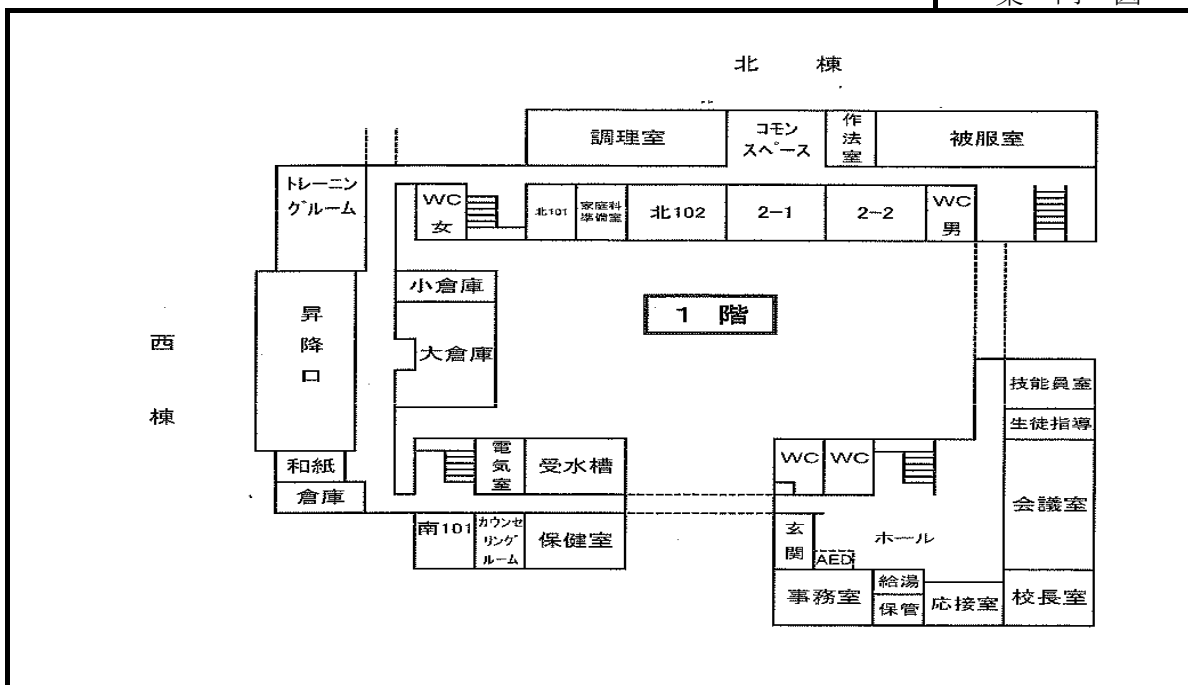 案 内 図
北 棟
調理室
コモン
スペース
作
法
室
被服室
トレーニン
グルーム
WC
女
北101
家庭科
準備室
北102
2-1
2-2
WC
男
小倉庫
1 階
昇
降
口
大倉庫
西
棟
技能員室
生徒指導
和紙
倉庫
電
気
室
受水槽
WC
WC
会議室
南101
カウンセ
リング
ルーム
保健室
玄
関
ホール
AED
事務室
給湯
保管
応接室
校長室